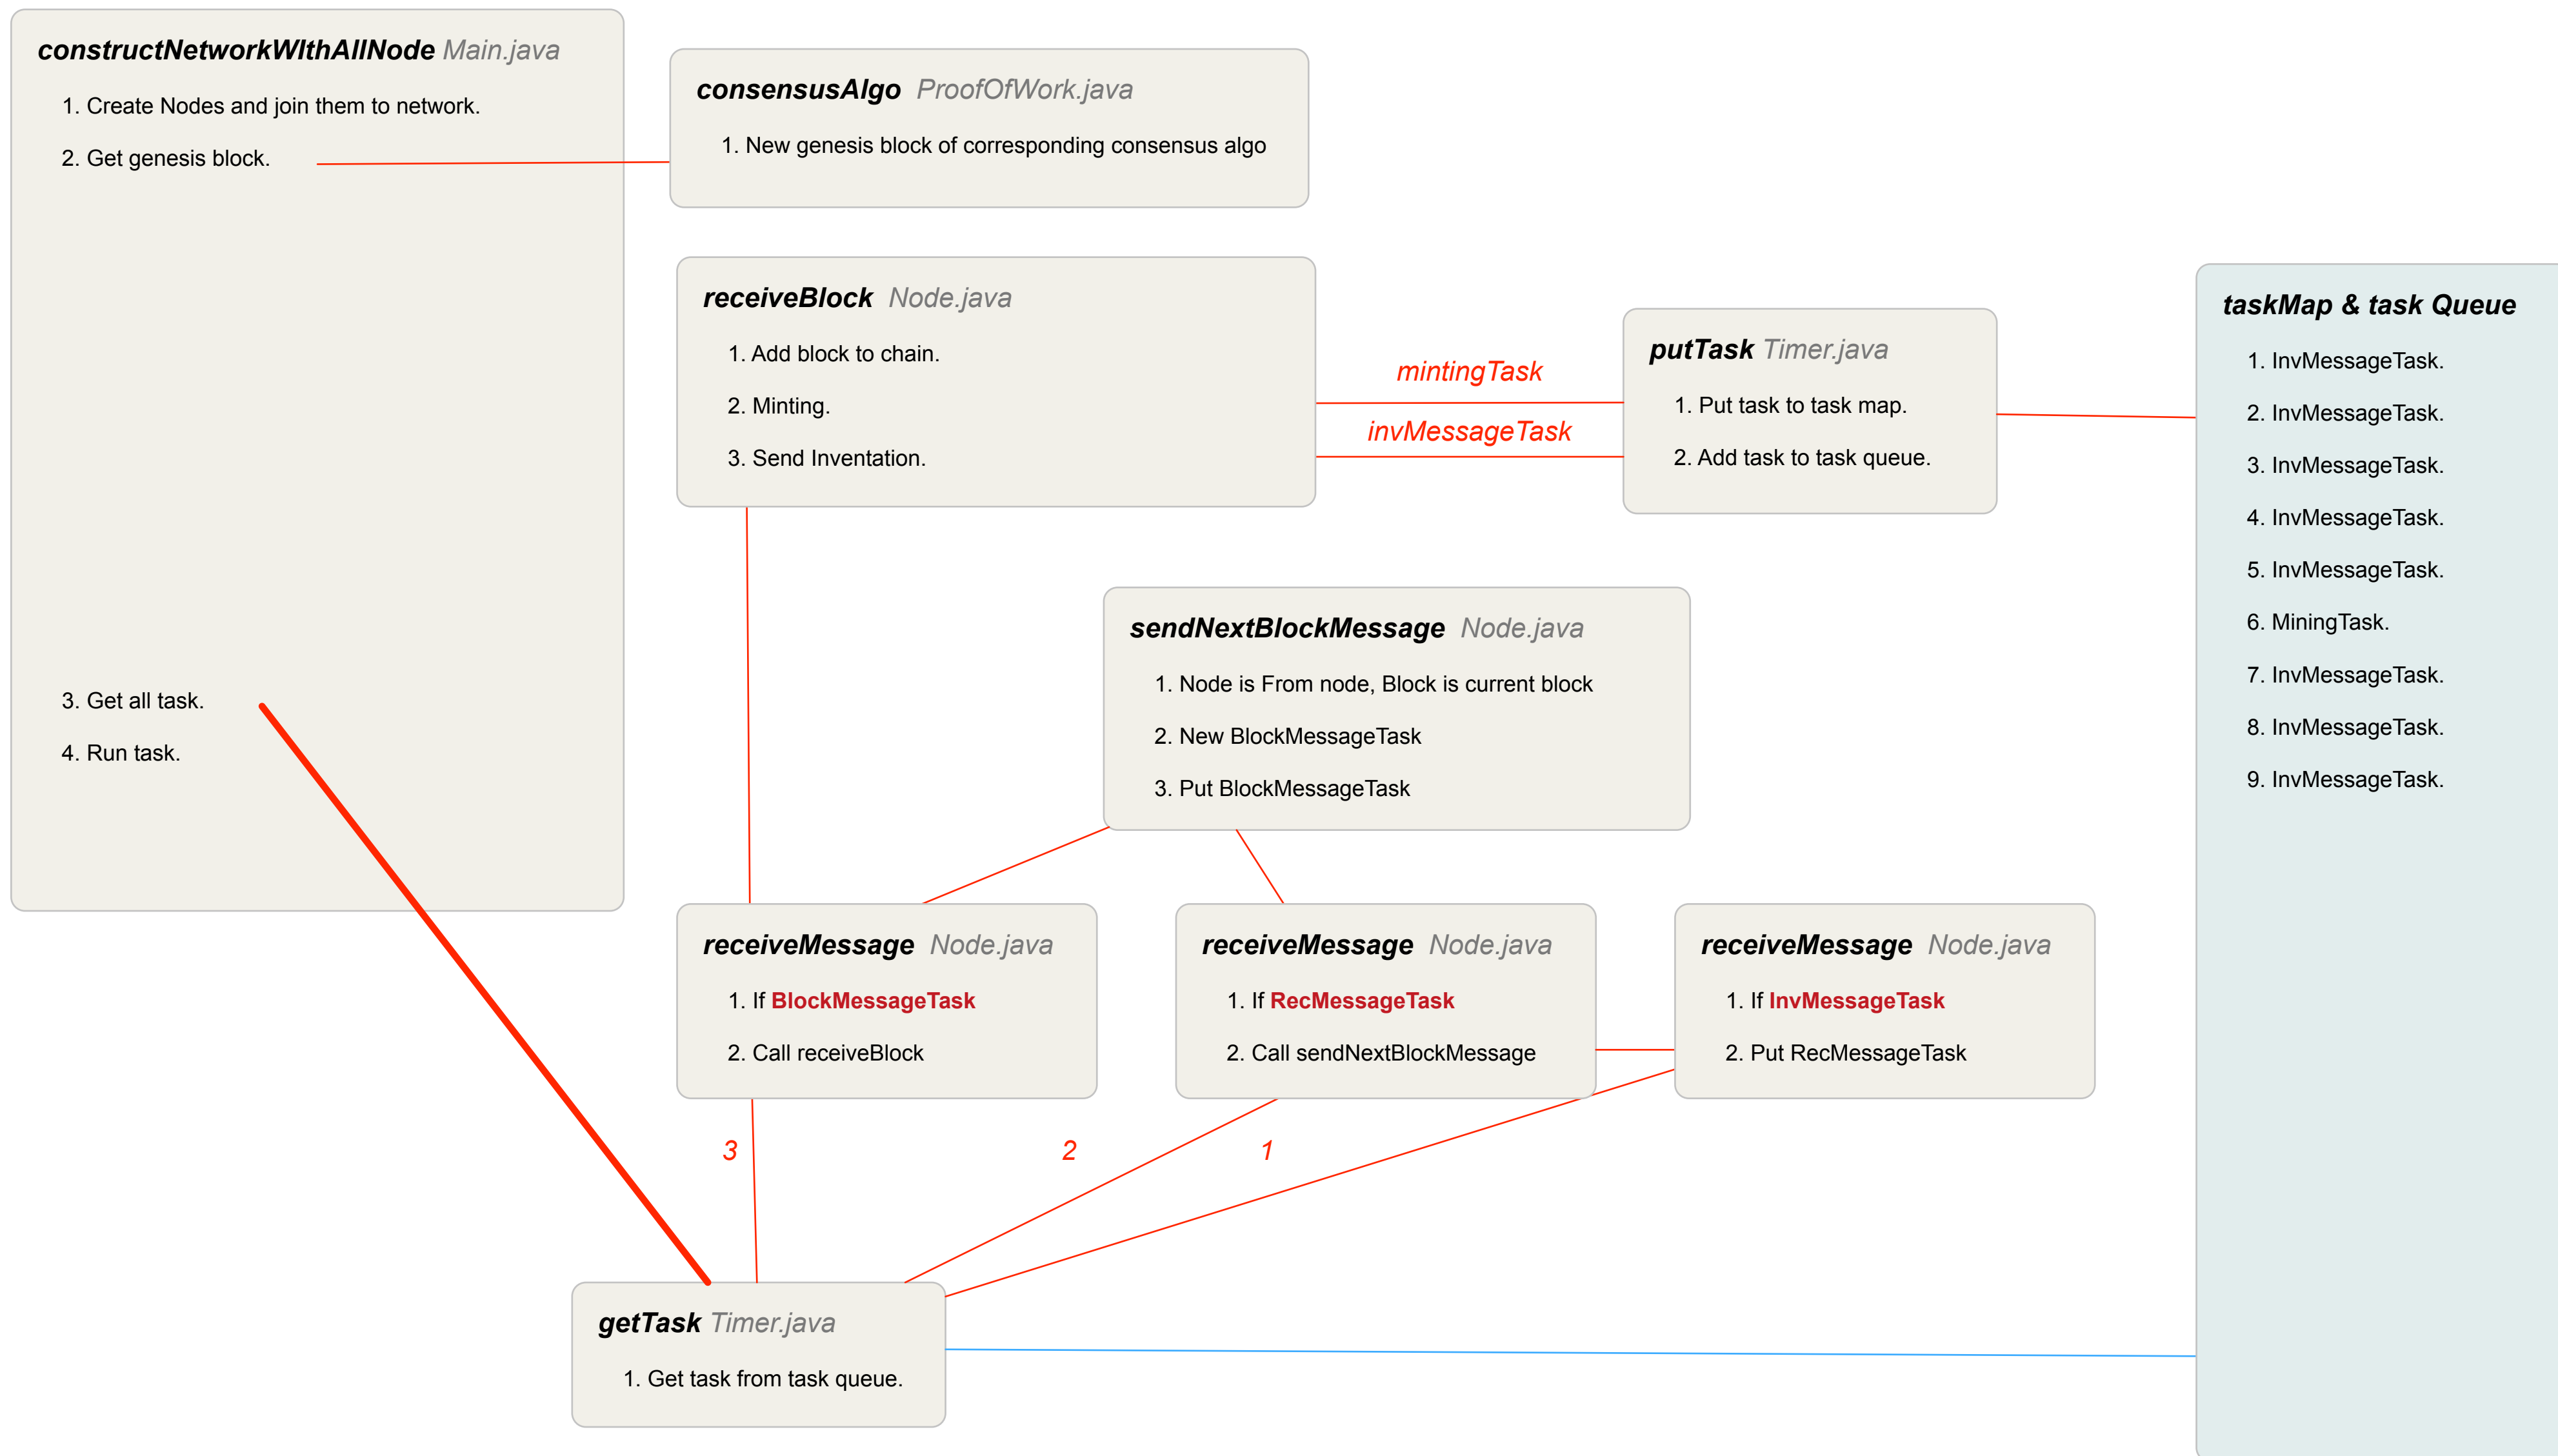 constructNetworkWIthAllNode Main.java
1. Create Nodes and join them to network.
2. Get genesis block.
3. Get all task.
4. Run task.
consensusAlgo ProofOfWork.java
1. New genesis block of corresponding consensus algo
receiveBlock Node.java
1. Add block to chain.
2. Minting.
3. Send Inventation.
mintingTask
invMessageTask
putTask Timer.java
1. Put task to task map.
2. Add task to task queue.
taskMap & task Queue
1. InvMessageTask.
2. InvMessageTask.
3. InvMessageTask.
4. InvMessageTask.
5. InvMessageTask.
6. MiningTask.
7. InvMessageTask.
8. InvMessageTask.
9. InvMessageTask.
sendNextBlockMessage Node.java
1. Node is From node, Block is current block
2. New BlockMessageTask
3. Put BlockMessageTask
receiveMessage Node.java
1. If BlockMessageTask
2. Call receiveBlock
receiveMessage Node.java
1. If RecMessageTask
2. Call sendNextBlockMessage
receiveMessage Node.java
1. If InvMessageTask
2. Put RecMessageTask
3
2
1
getTask Timer.java
1. Get task from task queue.